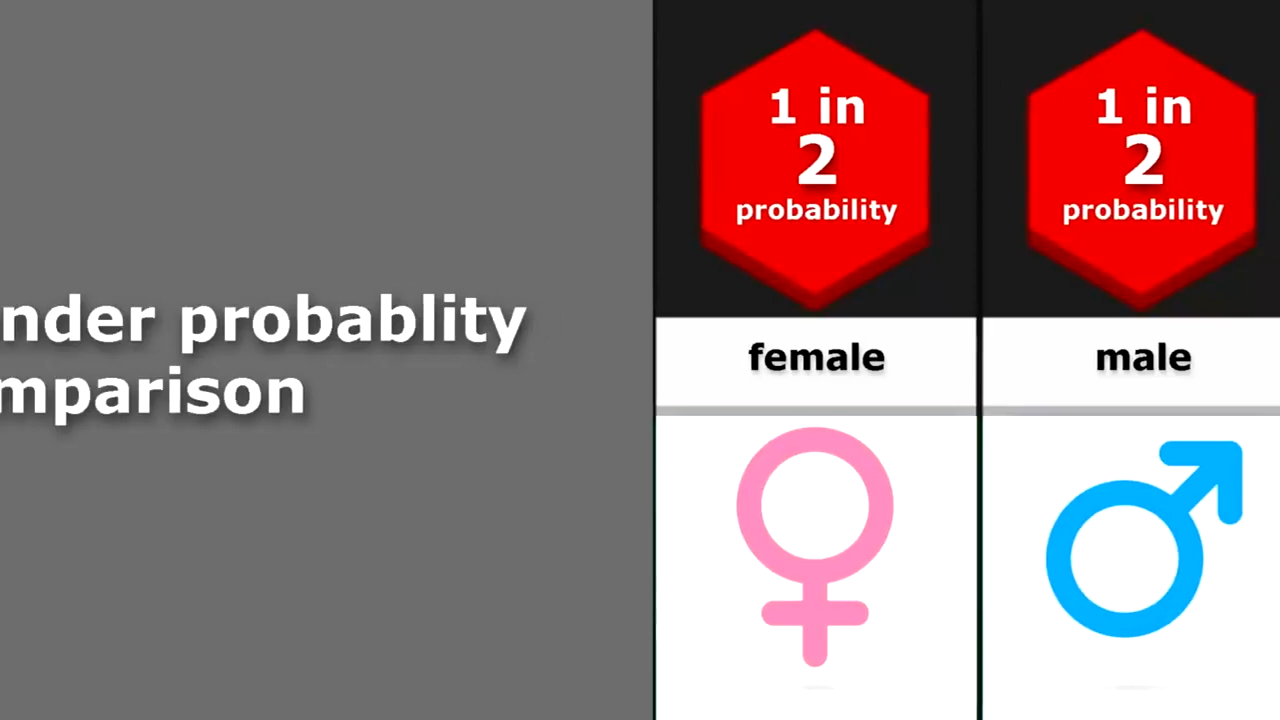 nder probablity
mparison
1 in
2
probability
female
1 in
2
probability
male